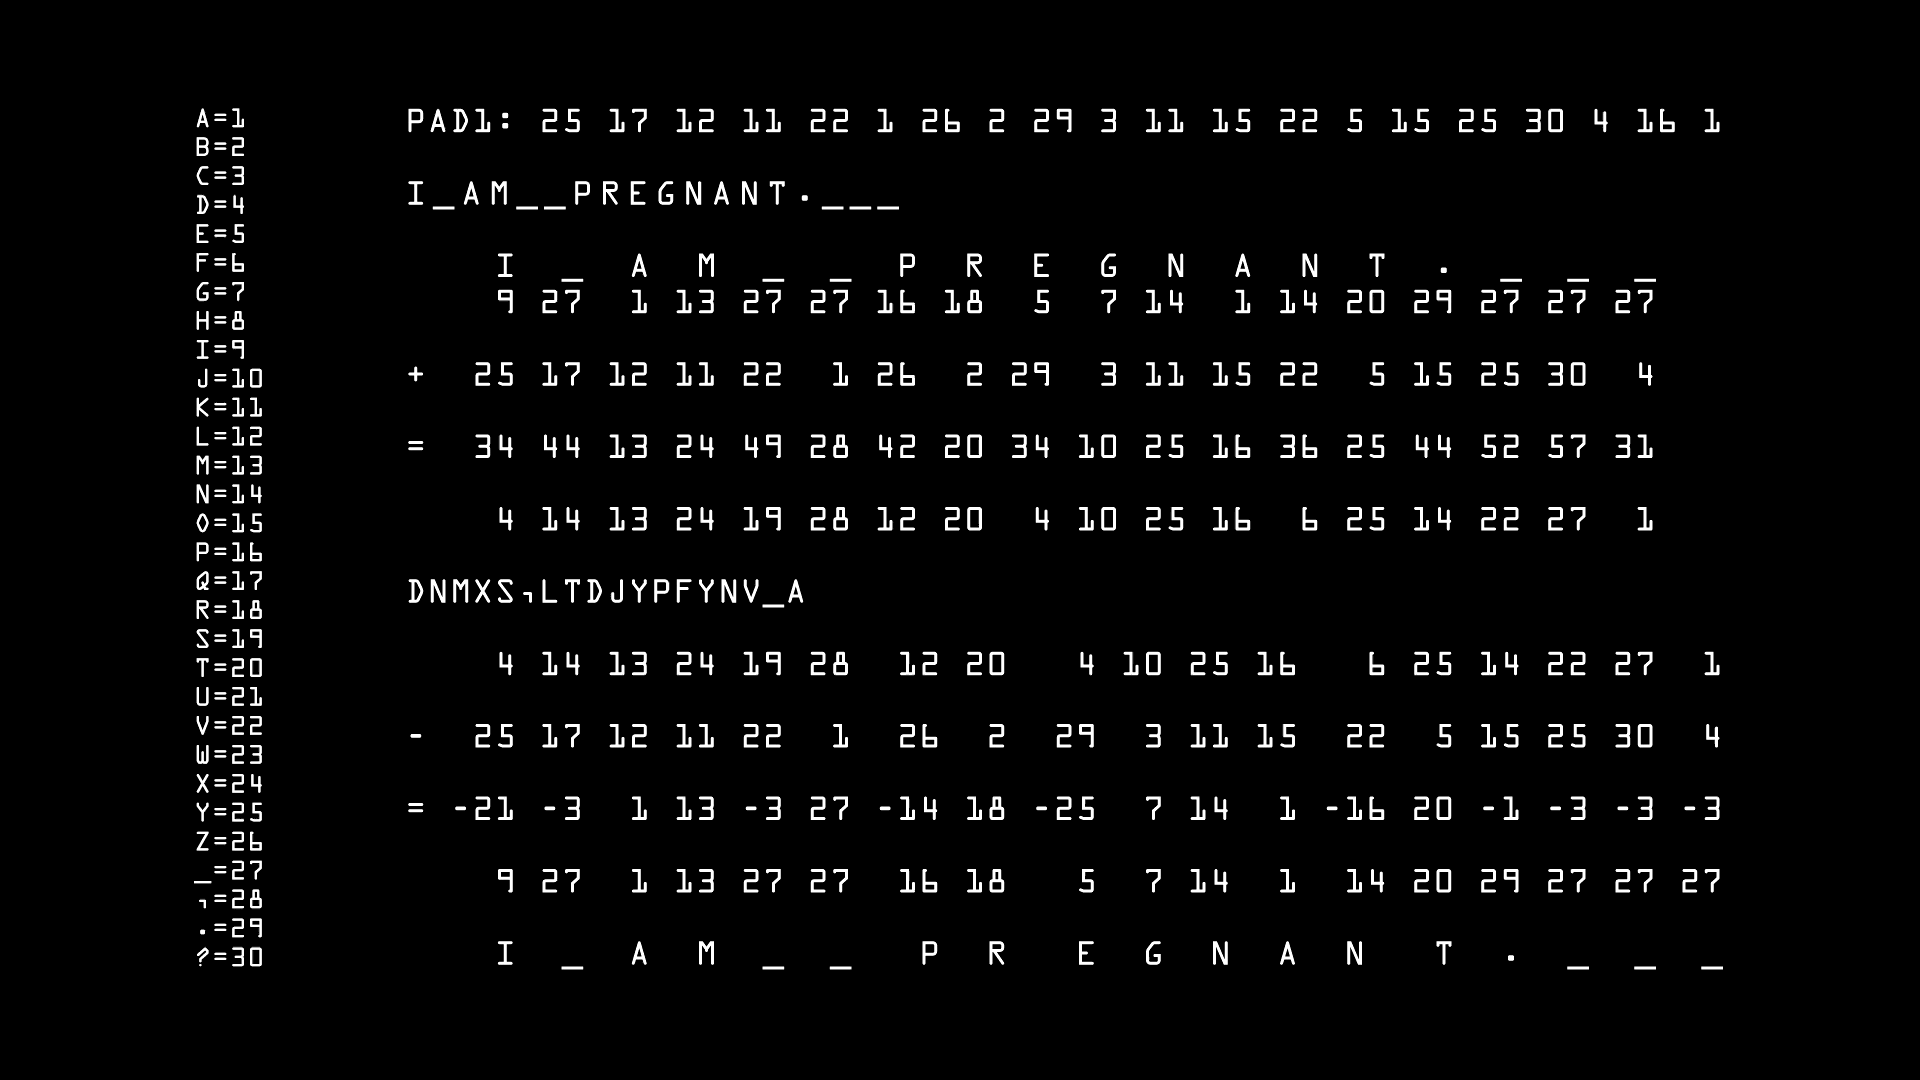 A=1
B=2
C=3
D=4
E=5
F=6
G=7
H=8
I=9
J=10
K=11
L=12
M=13
N=14
O=15
P=16
Q=17
R=18
S=19
T=20
U=21
V=22
W=23
X=24
Y=25
Z=26
_=27
,=28
.=29
?=30
PAD1: 25 17 12 11 22 1 26 2 29 3 11 15 22 5 15 25 30 4 16 1
I_AM__PREGNANT.___
I _ A M _ _ P R E G N A N T . _ _ _
9 27 1 13 27 27 16 18 5 7 14 1 14 20 29 27 27 27
+ 25 17 12 11 22 1 26 2 29 3 11 15 22 5 15 25 30 4
= 34 44 13 24 49 28 42 20 34 10 25 16 36 25 44 52 57 31
4 14 13 24 19 28 12 20 4 10 25 16 6 25 14 22 27 1
DNMXS,LTDJYPFYNV_A
4 14 13 24 19 28 12 20 4 10 25 16 6 25 14 22 27 1
- 25 17 12 11 22 1 26 2 29 3 11 15 22 5 15 25 30 4
= -21 -3 1 13 -3 27 -14 18 -25 7 14 1 -16 20 -1 -3 -3 -3
9 27 1 13 27 27 16 18 5 7 14 1 14 20 29 27 27 27
I _ A M _ _ P R E G N A N T . _ _ _